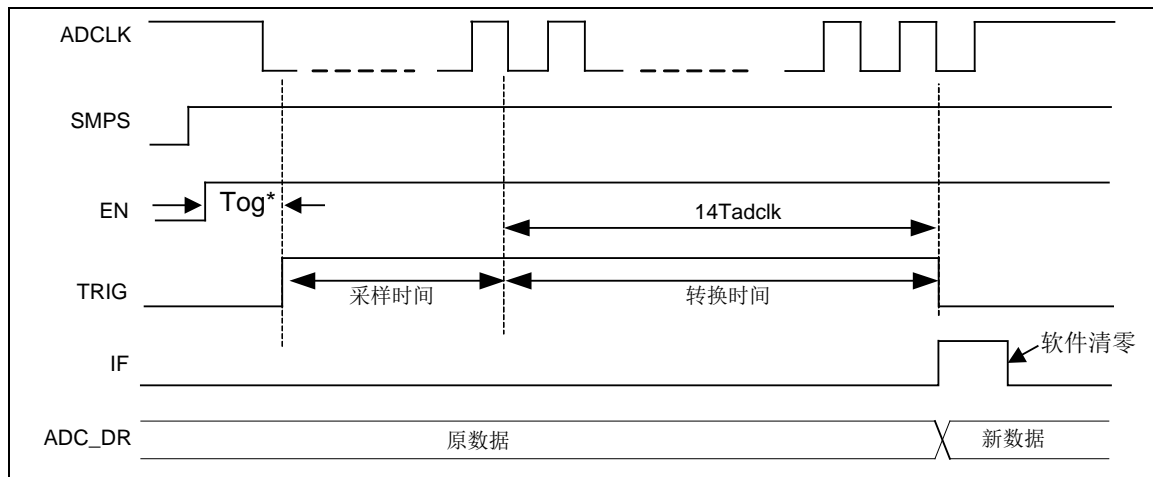 ADCLK
SMPS
EN
Tog*
14Tadclk
TRIG
采样时间
转换时间
IF
软件清零
ADC_DR
原数据
新数据